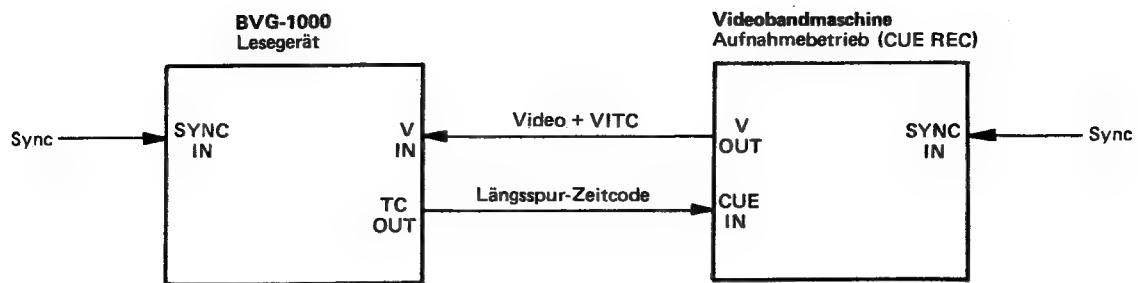 BVG-1000
Lesegerät
Videobandmaschine
Aufnahmebetrieb (CUE REC)
Sync
SYNC
IN
V
IN
Video + VITC
V
OUT
SYNC
IN
Sync
TC
OUT
Längsspur-Zeitcode
CUE
IN